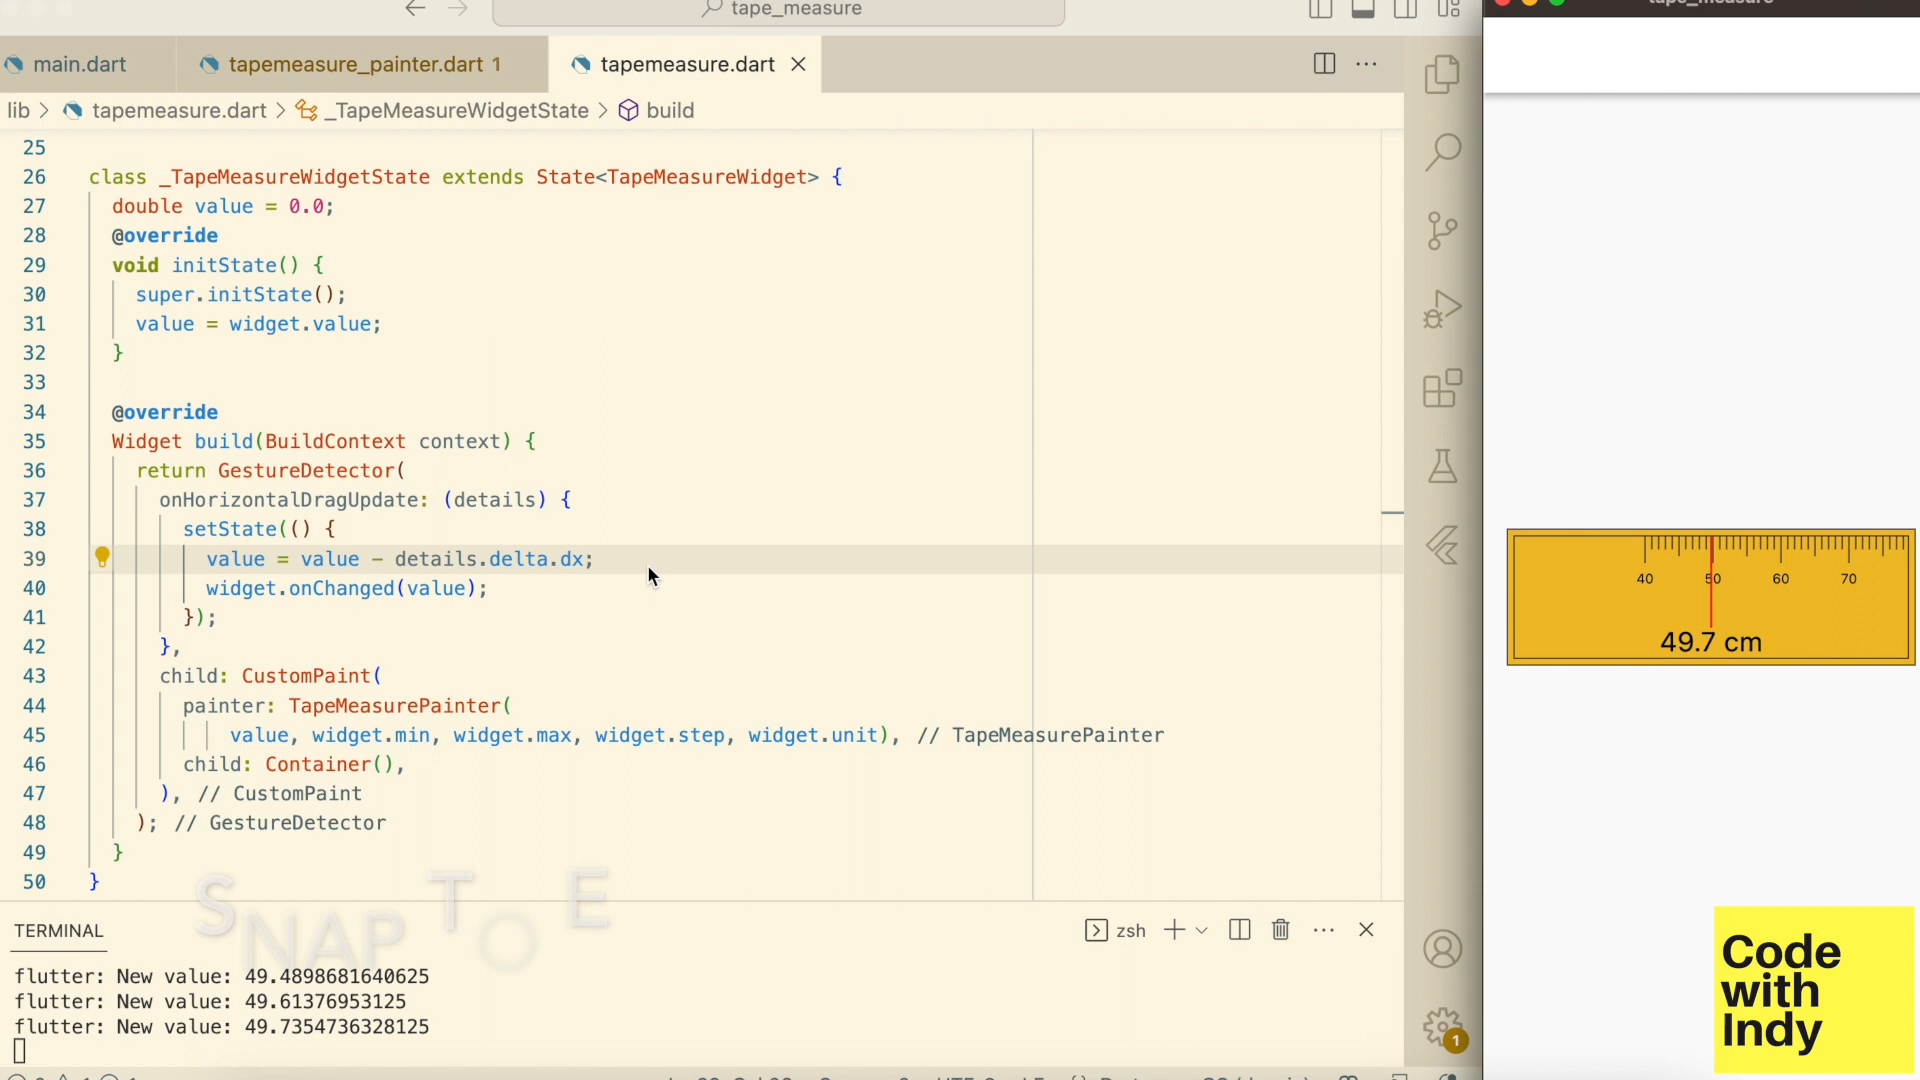 tape_measure
tape_measure
main.dart
tapemeasure_painter.dart 1
tapemeasure.dart
lib > tapemeasure.dart > _TapeMeasureWidgetState > build
25
26 class _TapeMeasureWidgetState extends State<TapeMeasureWidget> {
27 double value = 0.0;
28 @override
29 void initState() {
30 super.initState();
31 value = widget.value;
32 }
33
34 @override
35 Widget build(BuildContext context) {
36 return GestureDetector(
37 onHorizontalDragUpdate: (details) {
38 setState(() {
39 value = value - details.delta.dx;
40 widget.onChanged(value);
41 });
42 },
43 child: CustomPaint(
44 painter: TapeMeasurePainter(
45 value, widget.min, widget.max, widget.step, widget.unit), // TapeMeasurePainter
46 child: Container(),
47 ), // CustomPaint
48 ); // GestureDetector
49 }
50 }
40 50 60 70
49.7 cm
SNAP TO E
TERMINAL
zsh
flutter: New value: 49.4898681640625
flutter: New value: 49.61376953125
flutter: New value: 49.7354736328125
1
Code
with
Indy